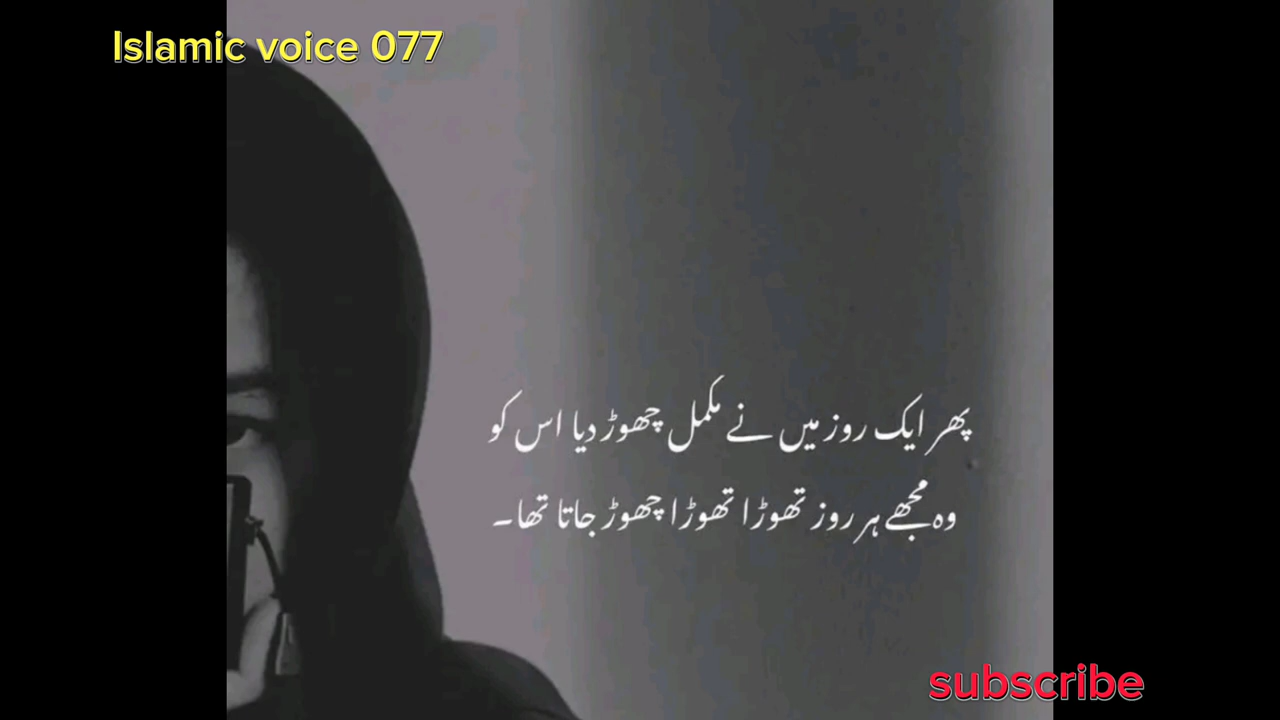 Islamic voice 077
پھر ایک روز میں نے مکمل چھوڑ دیا اس کو
وہ مجھے ہر روز تھوڑا تھوڑا چھوڑ جاتا تھا۔
subscribe